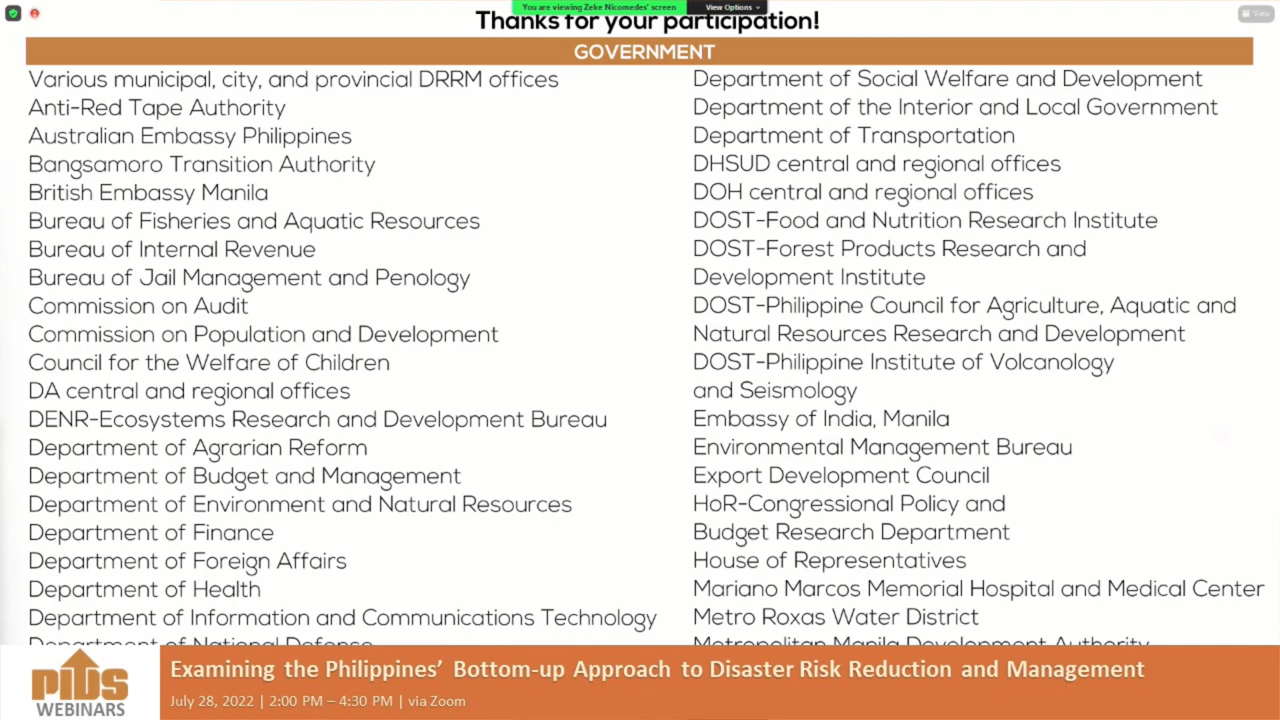 You are viewing Zeke Nicomedes' screen
View Options
View
Thanks for your participation!
GOVERNMENT
Various municipal, city, and provincial DRRM offices
Anti-Red Tape Authority
Australian Embassy Philippines
Bangsamoro Transition Authority
British Embassy Manila
Bureau of Fisheries and Aquatic Resources
Bureau of Internal Revenue
Bureau of Jail Management and Penology
Commission on Audit
Commission on Population and Development
Council for the Welfare of Children
DA central and regional offices
DENR-Ecosystems Research and Development Bureau
Department of Agrarian Reform
Department of Budget and Management
Department of Environment and Natural Resources
Department of Finance
Department of Foreign Affairs
Department of Health
Department of Information and Communications Technology
Department of National Defense
Department of Social Welfare and Development
Department of the Interior and Local Government
Department of Transportation
DHSUD central and regional offices
DOH central and regional offices
DOST-Food and Nutrition Research Institute
DOST-Forest Products Research and
Development Institute
DOST-Philippine Council for Agriculture, Aquatic and
Natural Resources Research and Development
DOST-Philippine Institute of Volcanology
and Seismology
Embassy of India, Manila
Environmental Management Bureau
Export Development Council
HoR-Congressional Policy and
Budget Research Department
House of Representatives
Mariano Marcos Memorial Hospital and Medical Center
Metro Roxas Water District
Metropolitan Manila Development Authority
PIDS
WEBINARS
Examining the Philippines' Bottom-up Approach to Disaster Risk Reduction and Management
July 28, 2022 | 2:00 PM – 4:30 PM | via Zoom